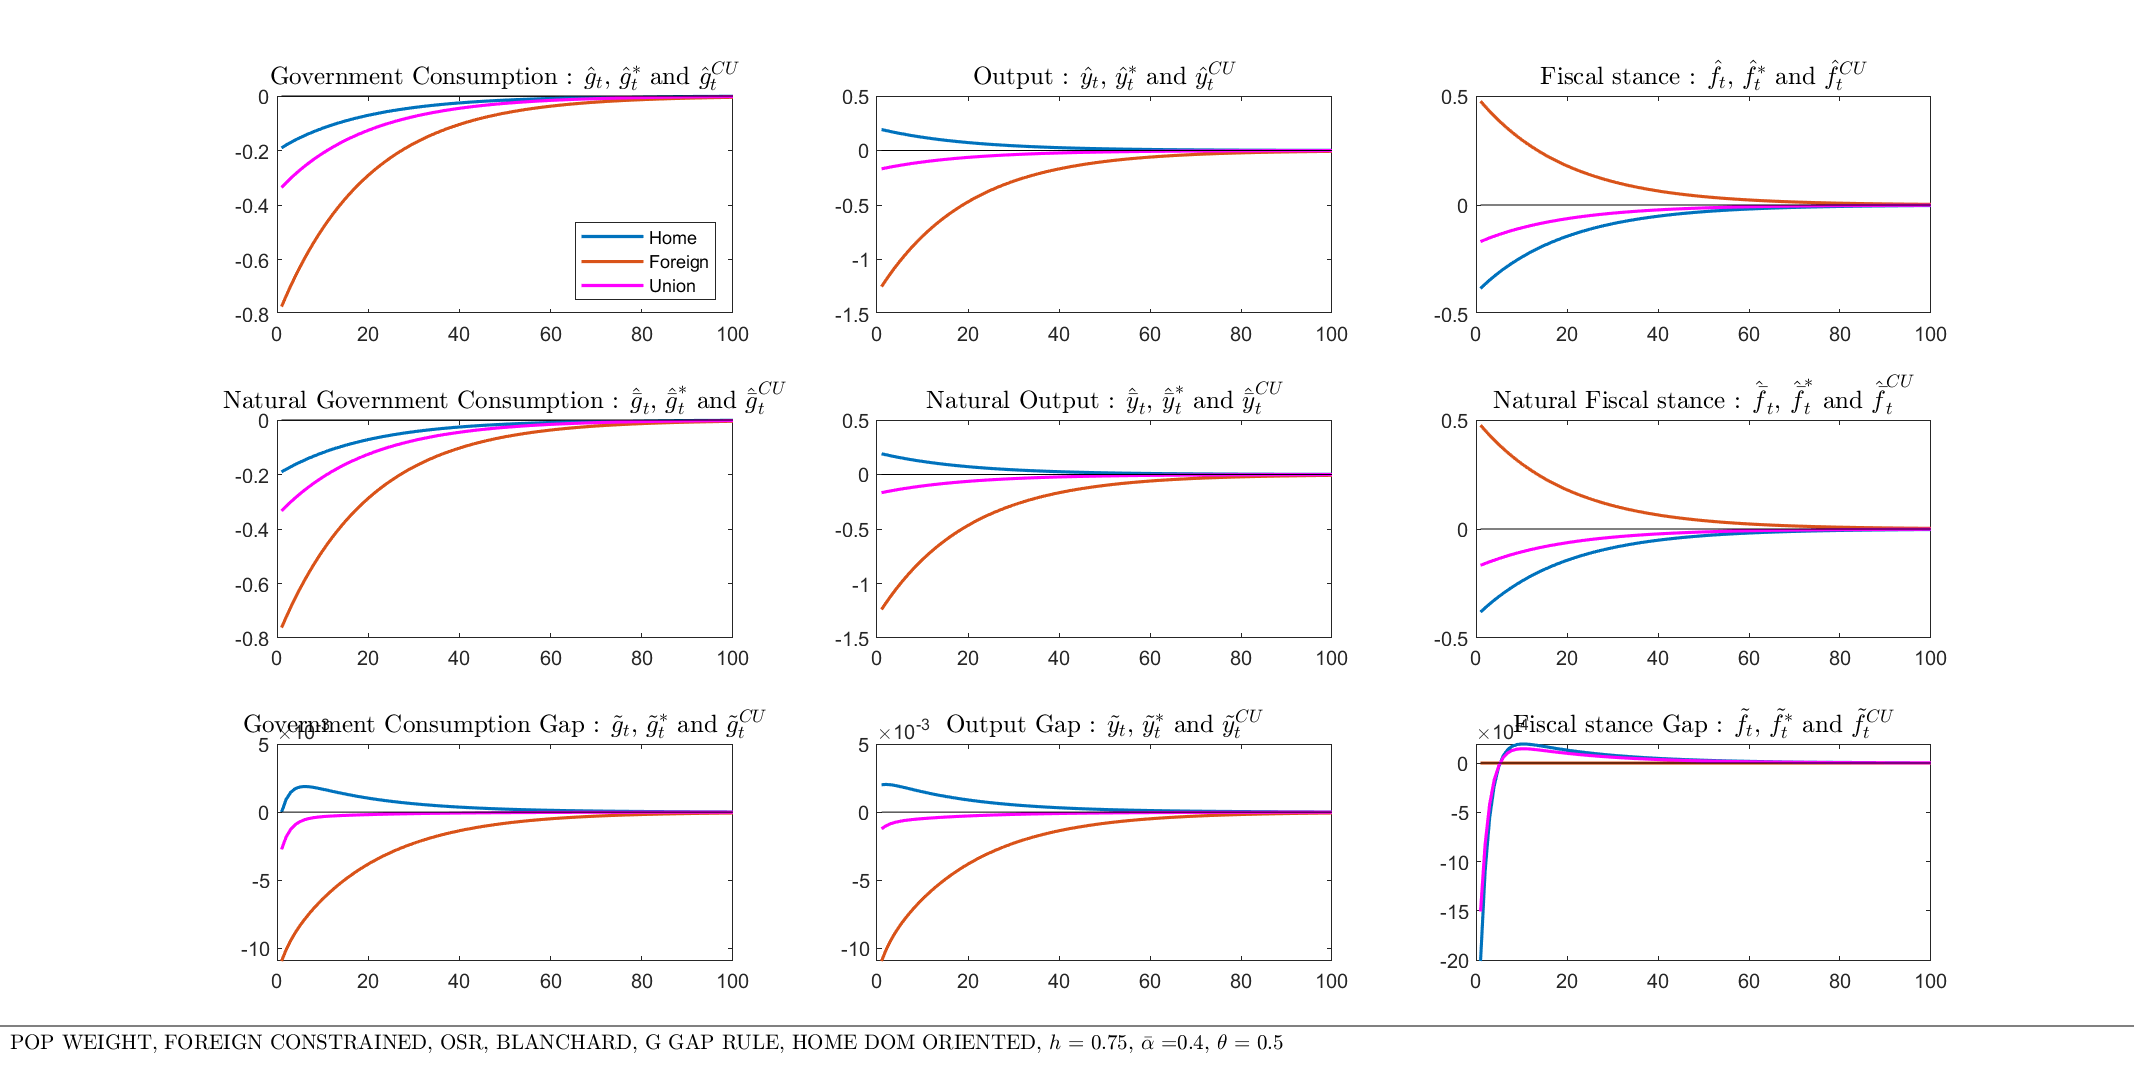 Government Consumption : ĝₜ, ĝₜ* and ĝₜᶜᵁ
Output : ŷₜ, ŷₜ* and ŷₜᶜᵁ
Fiscal stance : f̂ₜ, f̂ₜ* and f̂ₜᶜᵁ
0
-0.2
-0.4
-0.6
-0.8
0 20 40 60 80 100
Home
Foreign
Union
0.5
0
-0.5
-1
-1.5
0 20 40 60 80 100
0.5
0
-0.5
0 20 40 60 80 100
Natural Government Consumption : ḡ̂ₜ, ḡ̂ₜ* and ḡ̂ₜᶜᵁ
Natural Output : ȳ̂ₜ, ȳ̂ₜ* and ȳ̂ₜᶜᵁ
Natural Fiscal stance : f̄̂ₜ, f̄̂ₜ* and f̄̂ₜᶜᵁ
0
-0.2
-0.4
-0.6
-0.8
0 20 40 60 80 100
0.5
0
-0.5
-1
-1.5
0 20 40 60 80 100
0.5
0
-0.5
0 20 40 60 80 100
Government Consumption Gap : g̃ₜ, g̃ₜ* and g̃ₜᶜᵁ
Output Gap : ỹₜ, ỹₜ* and ỹₜᶜᵁ
Fiscal stance Gap : f̃ₜ, f̃ₜ* and f̃ₜᶜᵁ
×10⁻³
5
0
-5
-10
0 20 40 60 80 100
×10⁻³
5
0
-5
-10
0 20 40 60 80 100
0
-5
-10
-15
-20
0 20 40 60 80 100
POP WEIGHT, FOREIGN CONSTRAINED, OSR, BLANCHARD, G GAP RULE, HOME DOM ORIENTED, h = 0.75, ᾱ =0.4, θ = 0.5